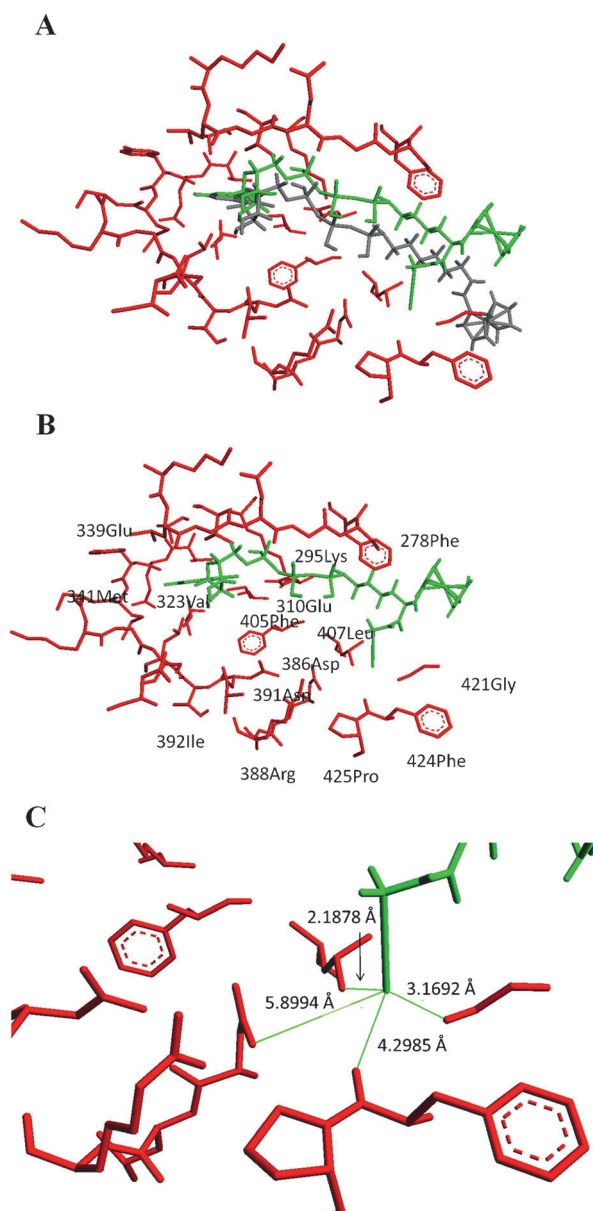 A
B
339Glu
278Phe
295Lys
341Met
323Val
310Glu
405Phe
407Leu
386Asp
421Gly
391Asn
392Ile
424Phe
388Arg
425Pro
C
2.1878 Å
3.1692 Å
5.8994 Å
4.2985 Å